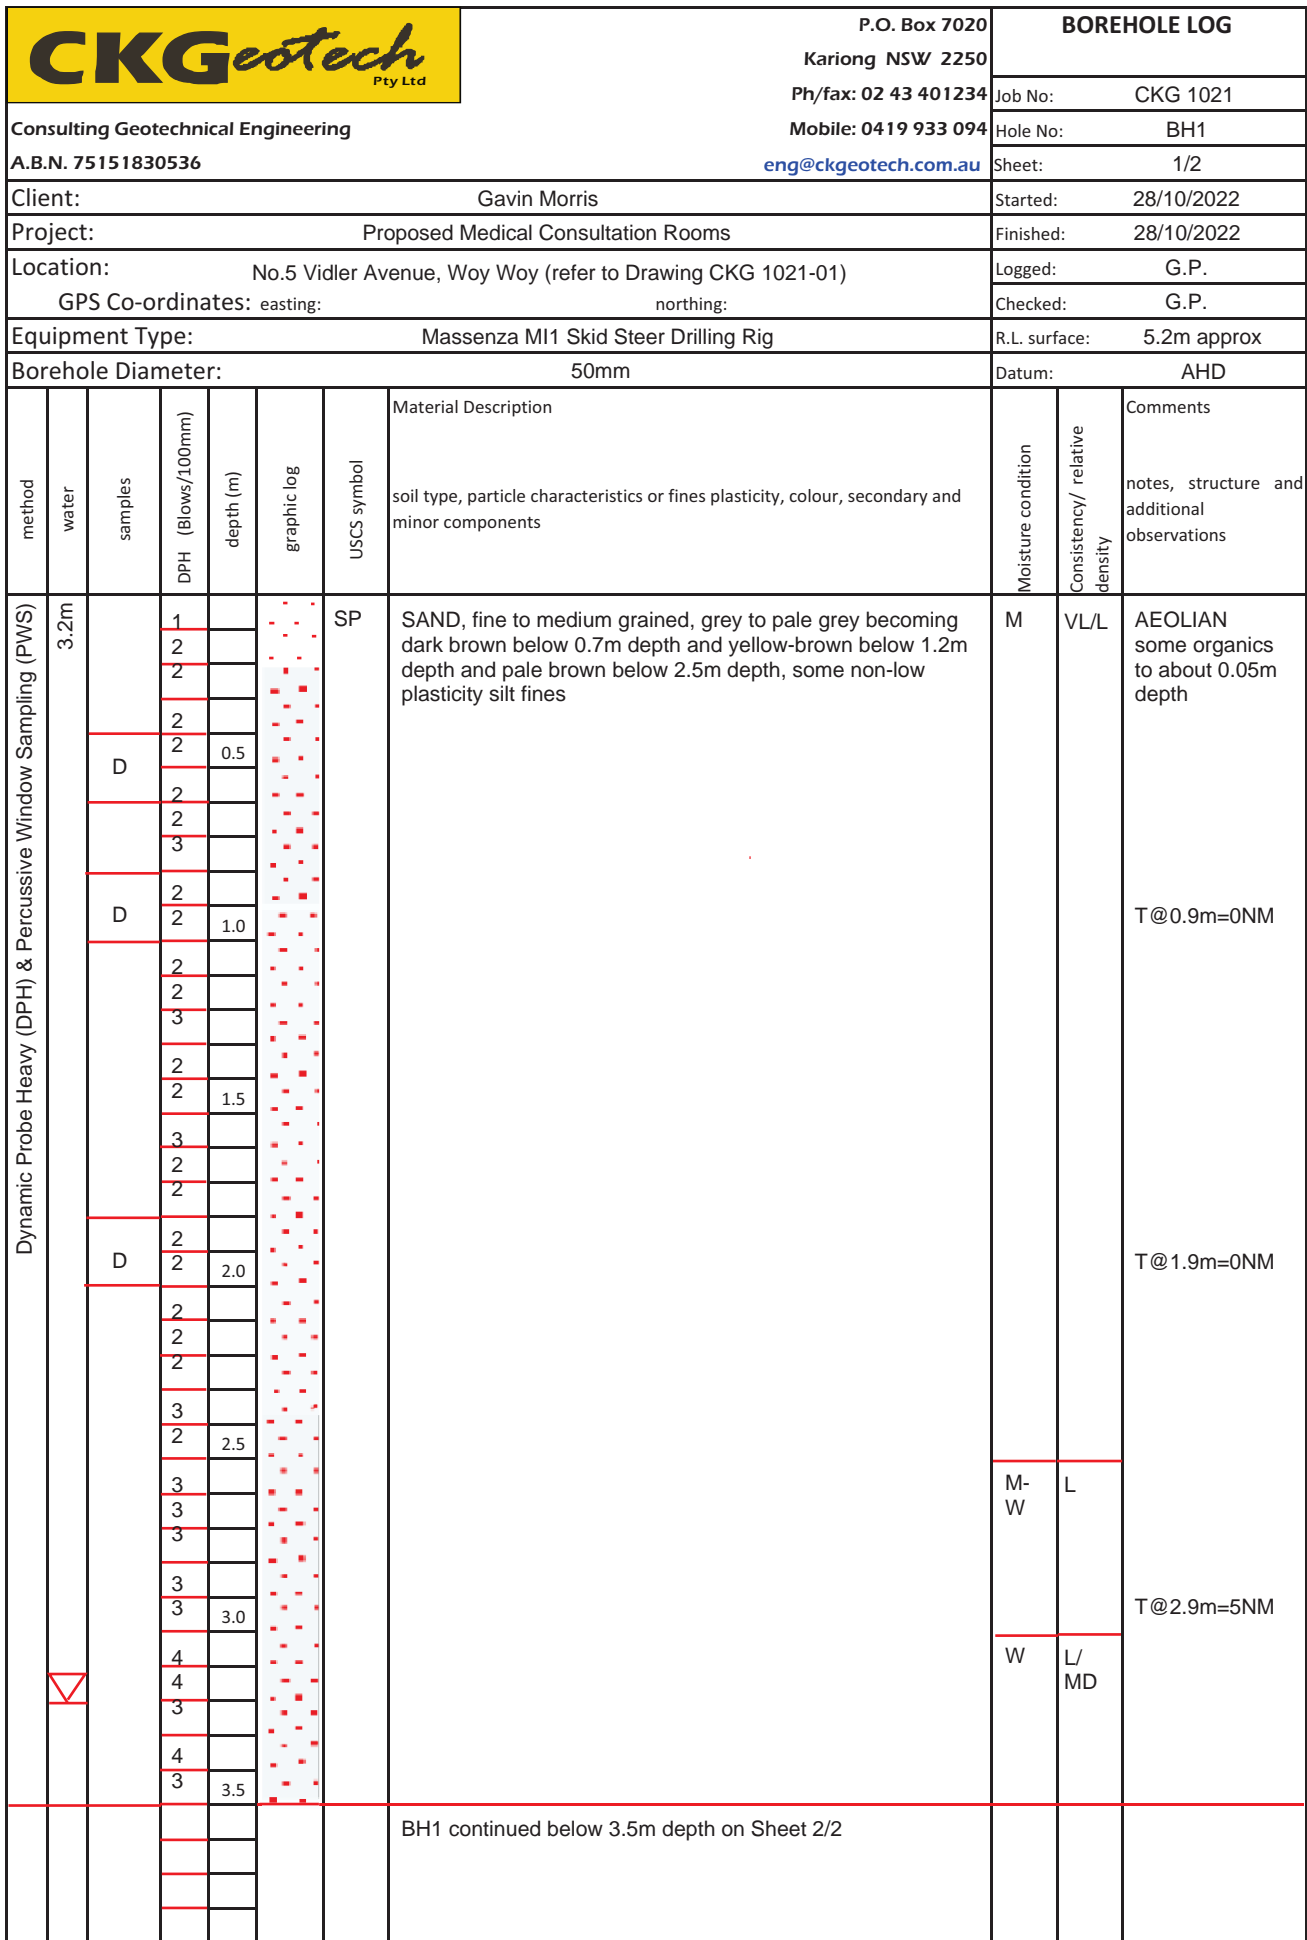 CKGeotech
Pty Ltd
Consulting Geotechnical Engineering
A.B.N. 75151830536
P.O. Box 7020
Kariong NSW 2250
Ph/fax: 02 43 401234
Mobile: 0419 933 094
eng@ckgeotech.com.au
BOREHOLE LOG
Job No: CKG 1021
Hole No: BH1
Sheet: 1/2
Client: Gavin Morris
Started: 28/10/2022
Project: Proposed Medical Consultation Rooms
Finished: 28/10/2022
Location: No.5 Vidler Avenue, Woy Woy (refer to Drawing CKG 1021-01)
Logged: G.P.
GPS Co-ordinates: easting: northing:
Checked: G.P.
Equipment Type: Massenza MI1 Skid Steer Drilling Rig
R.L. surface: 5.2m approx
Borehole Diameter: 50mm
Datum: AHD
method
water
samples
DPH (Blows/100mm)
depth (m)
graphic log
USCS symbol
Material Description
soil type, particle characteristics or fines plasticity, colour, secondary and
minor components
Moisture condition
Consistency/ relative
density
Comments
notes, structure and
additional
observations
Dynamic Probe Heavy (DPH) & Percussive Window Sampling (PWS)
3.2m
1
SP
SAND, fine to medium grained, grey to pale grey becoming
dark brown below 0.7m depth and yellow-brown below 1.2m
depth and pale brown below 2.5m depth, some non-low
plasticity silt fines
M
VL/L
AEOLIAN
some organics
to about 0.05m
depth
2
2
2
2 0.5
D
2
2
3
2
D 2 1.0 T@0.9m=0NM
2
2
3
2
2 1.5
3
2
2
2
D 2 2.0 T@1.9m=0NM
2
2
2
3
2 2.5
3 M- L
3 W
3
3
3 3.0 T@2.9m=5NM
4 W L/
4 MD
3
4
3 3.5
BH1 continued below 3.5m depth on Sheet 2/2